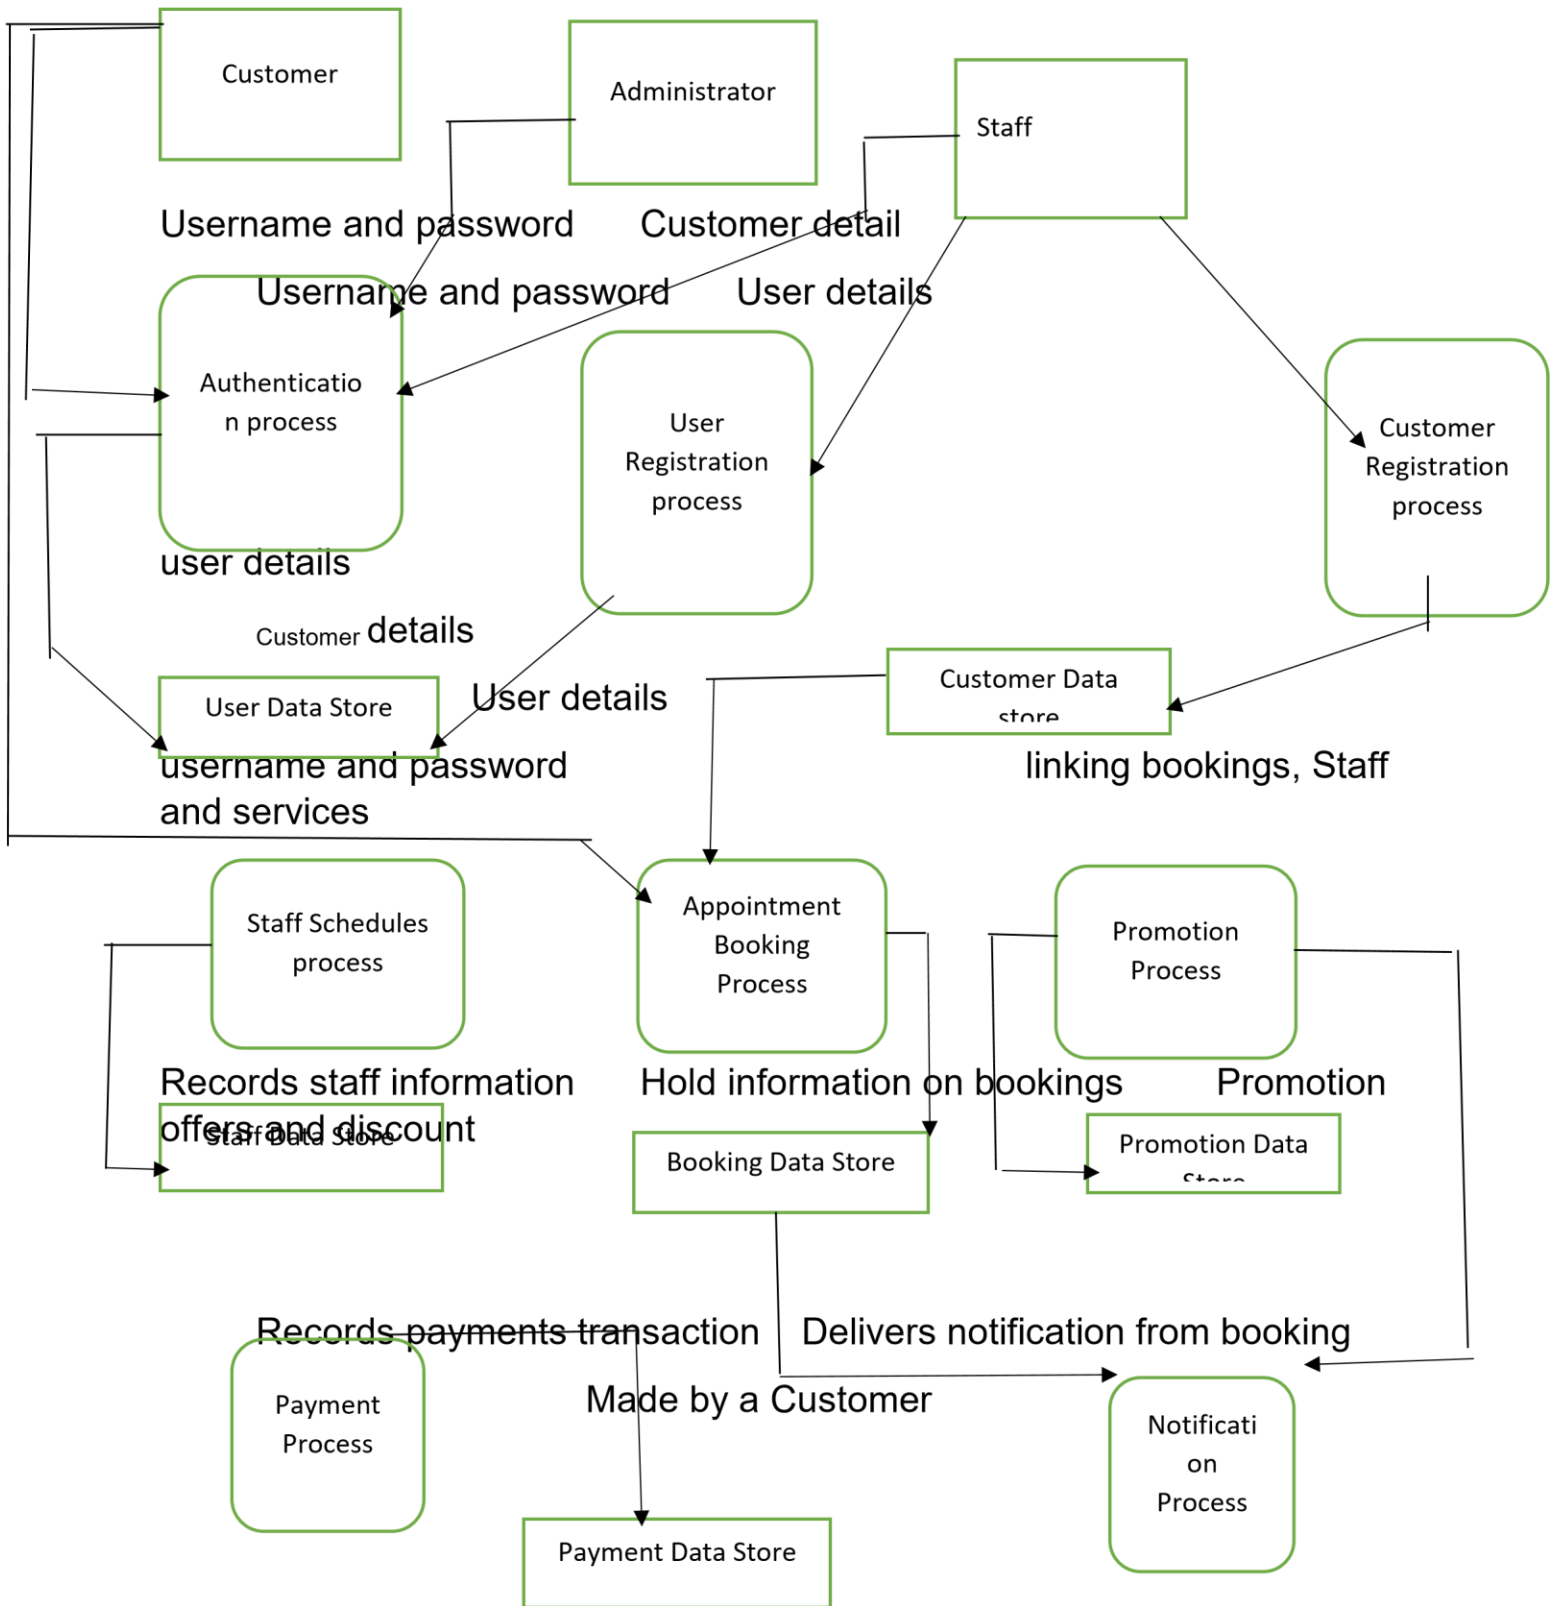 Customer
Administrator
Staff
Username and password
Customer detail
Username and password
User details
Authenticatio
n process
User
Registration
process
Customer
Registration
process
user details
Customer details
User details
User Data Store
Customer Data
store
username and password
linking bookings, Staff
and services
Staff Schedules
process
Appointment
Booking
Process
Promotion
Process
Records staff information
Hold information on bookings
Promotion
offers and discount
Staff Data Store
Booking Data Store
Promotion Data
Store
Records payments transaction
Delivers notification from booking
Made by a Customer
Payment
Process
Notificati
on
Process
Payment Data Store